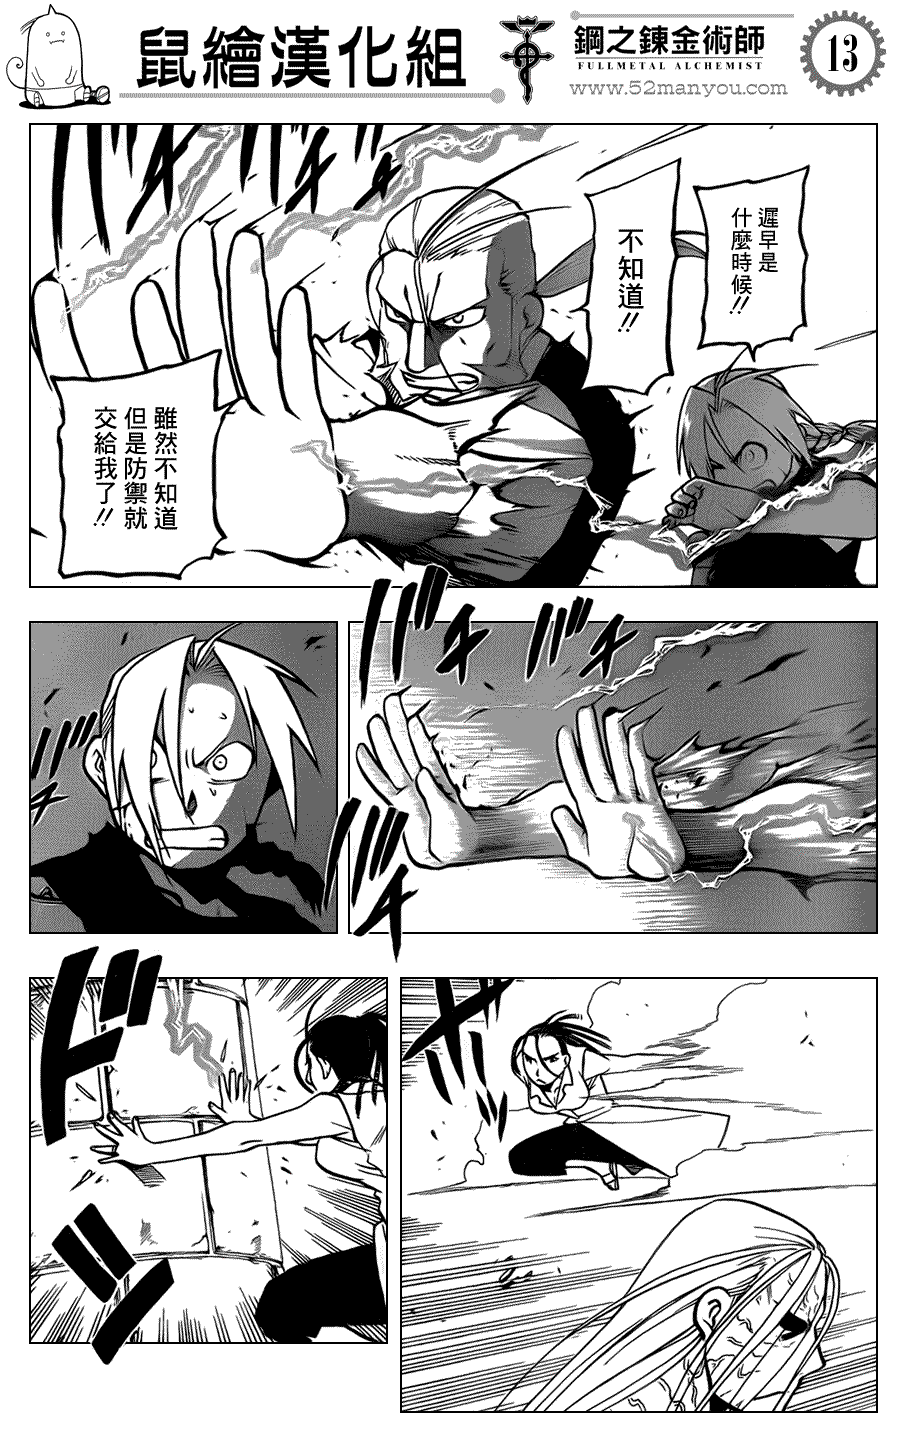 鼠繪漢化組
鋼之鍊金術師
FULLMETAL ALCHEMIST
www.52manyou.com
13
遲早是
什麼時候!!
不知道!!
雖然不知道
但是防禦就
交給我了!!
バチ
バチ
バチ
バチ
バチ
バチ
ドン